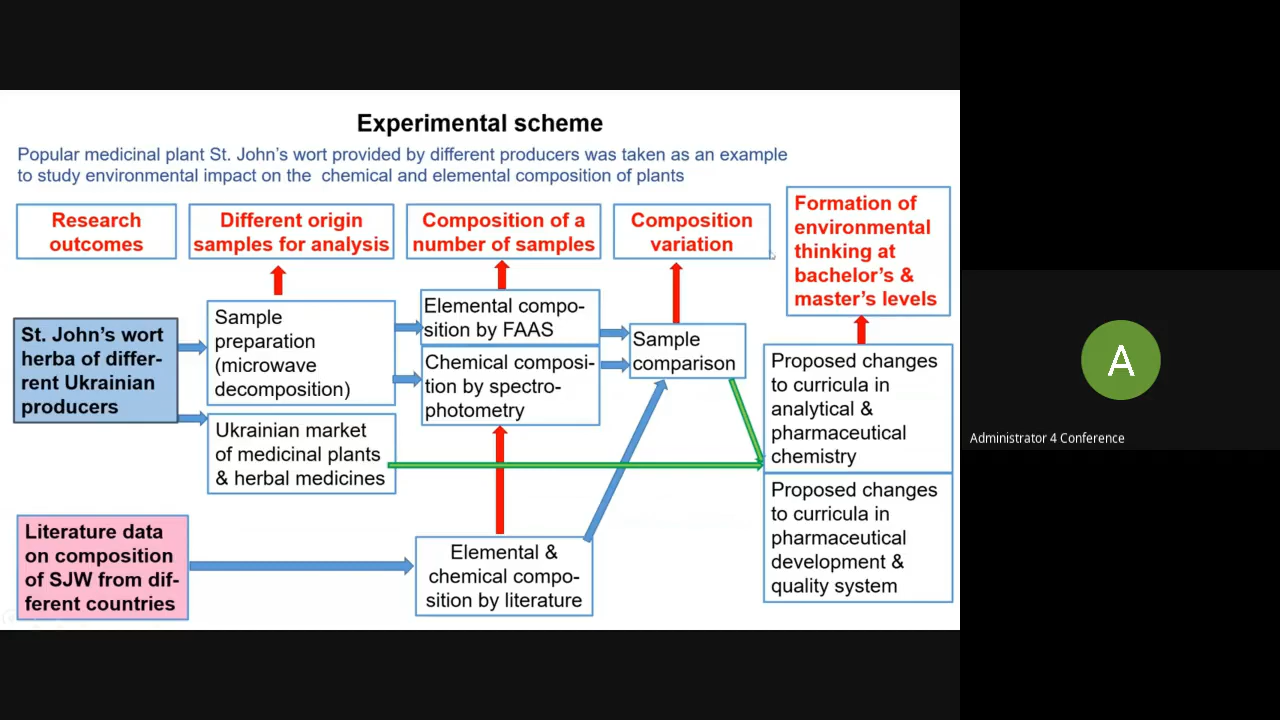 Experimental scheme
Popular medicinal plant St. John's wort provided by different producers was taken as an example
to study environmental impact on the chemical and elemental composition of plants
Research
outcomes
Different origin
samples for analysis
Composition of a
number of samples
Composition
variation
Formation of
environmental
thinking at
bachelor's &
master's levels
St. John's wort
herba of differ-
rent Ukrainian
producers
Sample
preparation
(microwave
decomposition)
Elemental compo-
sition by FAAS
Chemical composi-
tion by spectro-
photometry
Sample
comparison
Proposed changes
to curricula in
analytical &
pharmaceutical
chemistry
Ukrainian market
of medicinal plants
& herbal medicines
Proposed changes
to curricula in
pharmaceutical
development &
quality system
Literature data
on composition
of SJW from dif-
ferent countries
Elemental &
chemical compo-
sition by literature
A
Administrator 4 Conference